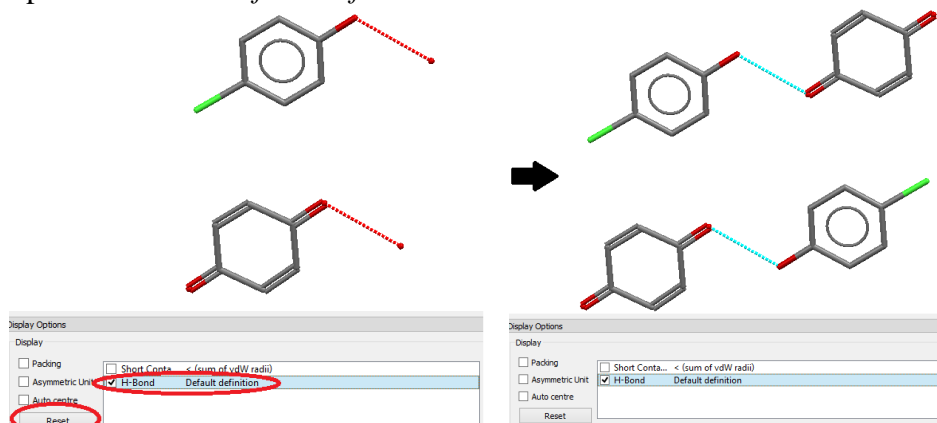 Display Options
Display
Packing
Short Conta... < (sum of vdW radii)
Asymmetric Unit
H-Bond Default definition
Auto centre
Reset
Display Options
Display
Packing
Short Conta... < (sum of vdW radii)
Asymmetric Unit
H-Bond Default definition
Auto centre
Reset